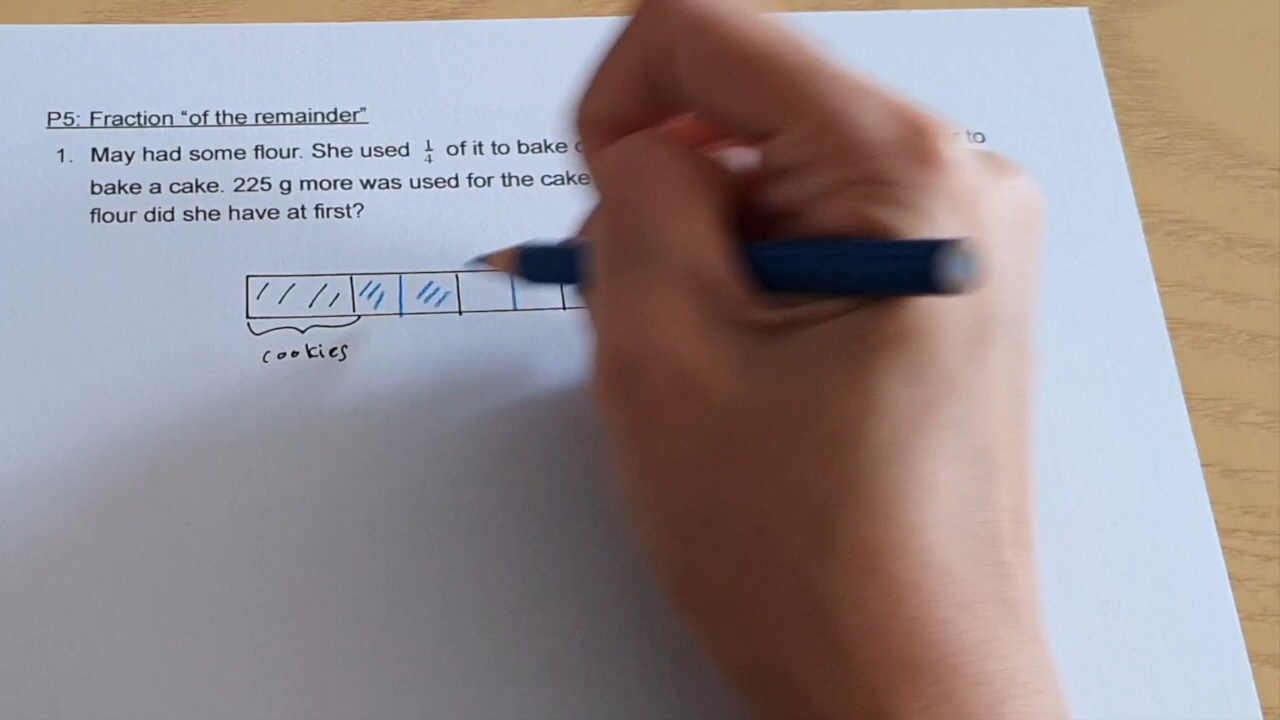 P5: Fraction “of the remainder”
1. May had some flour. She used 1/4 of it to bake to
bake a cake. 225 g more was used for the cake
flour did she have at first?
cookies